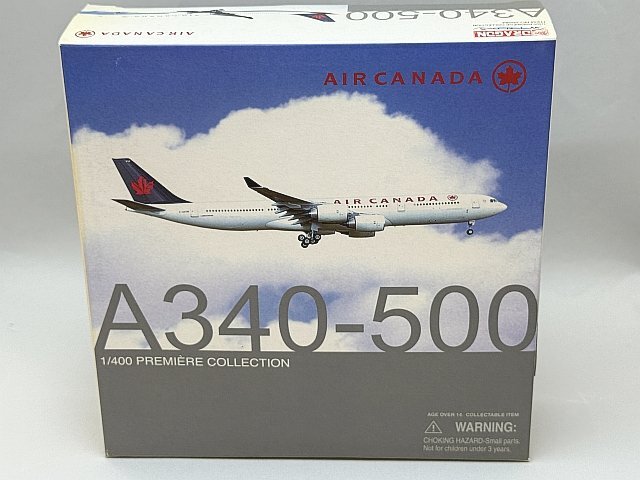 A340-500
DRAGON
AIR CANADA
AIR CANADA
AIR CANADA
A340-500
1/400 PREMIÈRE COLLECTION
AGE OVER 14 COLLECTABLE ITEM
WARNING:
CHOKING HAZARD-Small parts.
Not for children under 3 years.